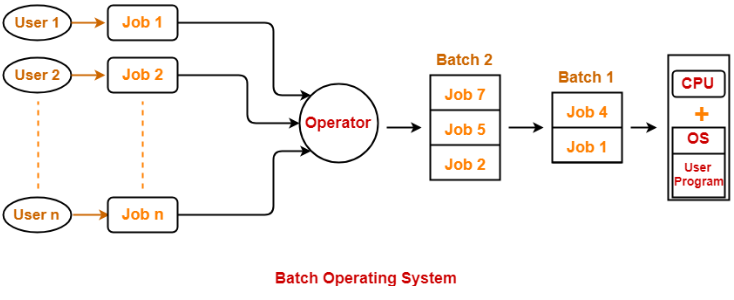 User 1
Job 1
User 2
Job 2
User n
Job n
Operator
Batch 2
Job 7
Job 5
Job 2
Batch 1
Job 4
Job 1
CPU
+
OS
User
Program
Batch Operating System